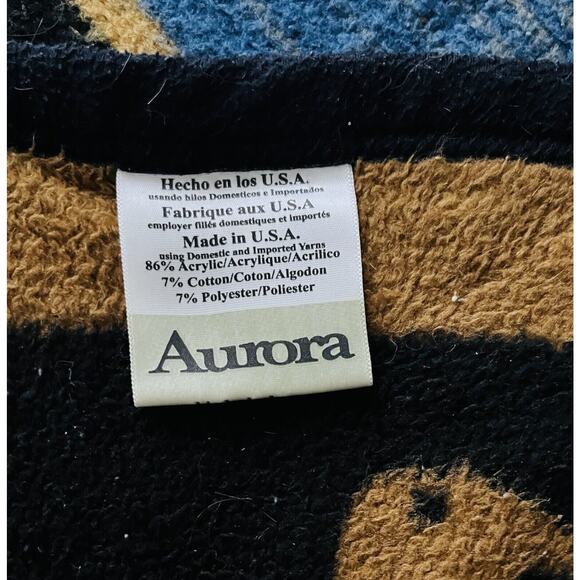 Hecho en los U.S.A.
usando hilos Domesticos e Importados
Fabrique aux U.S.A
employer fillés domestiques et importés
Made in U.S.A.
using Domestic and Imported Yarns
86% Acrylic/Acrylique/Acrilico
7% Cotton/Coton/Algodon
7% Polyester/Poliester
Aurora